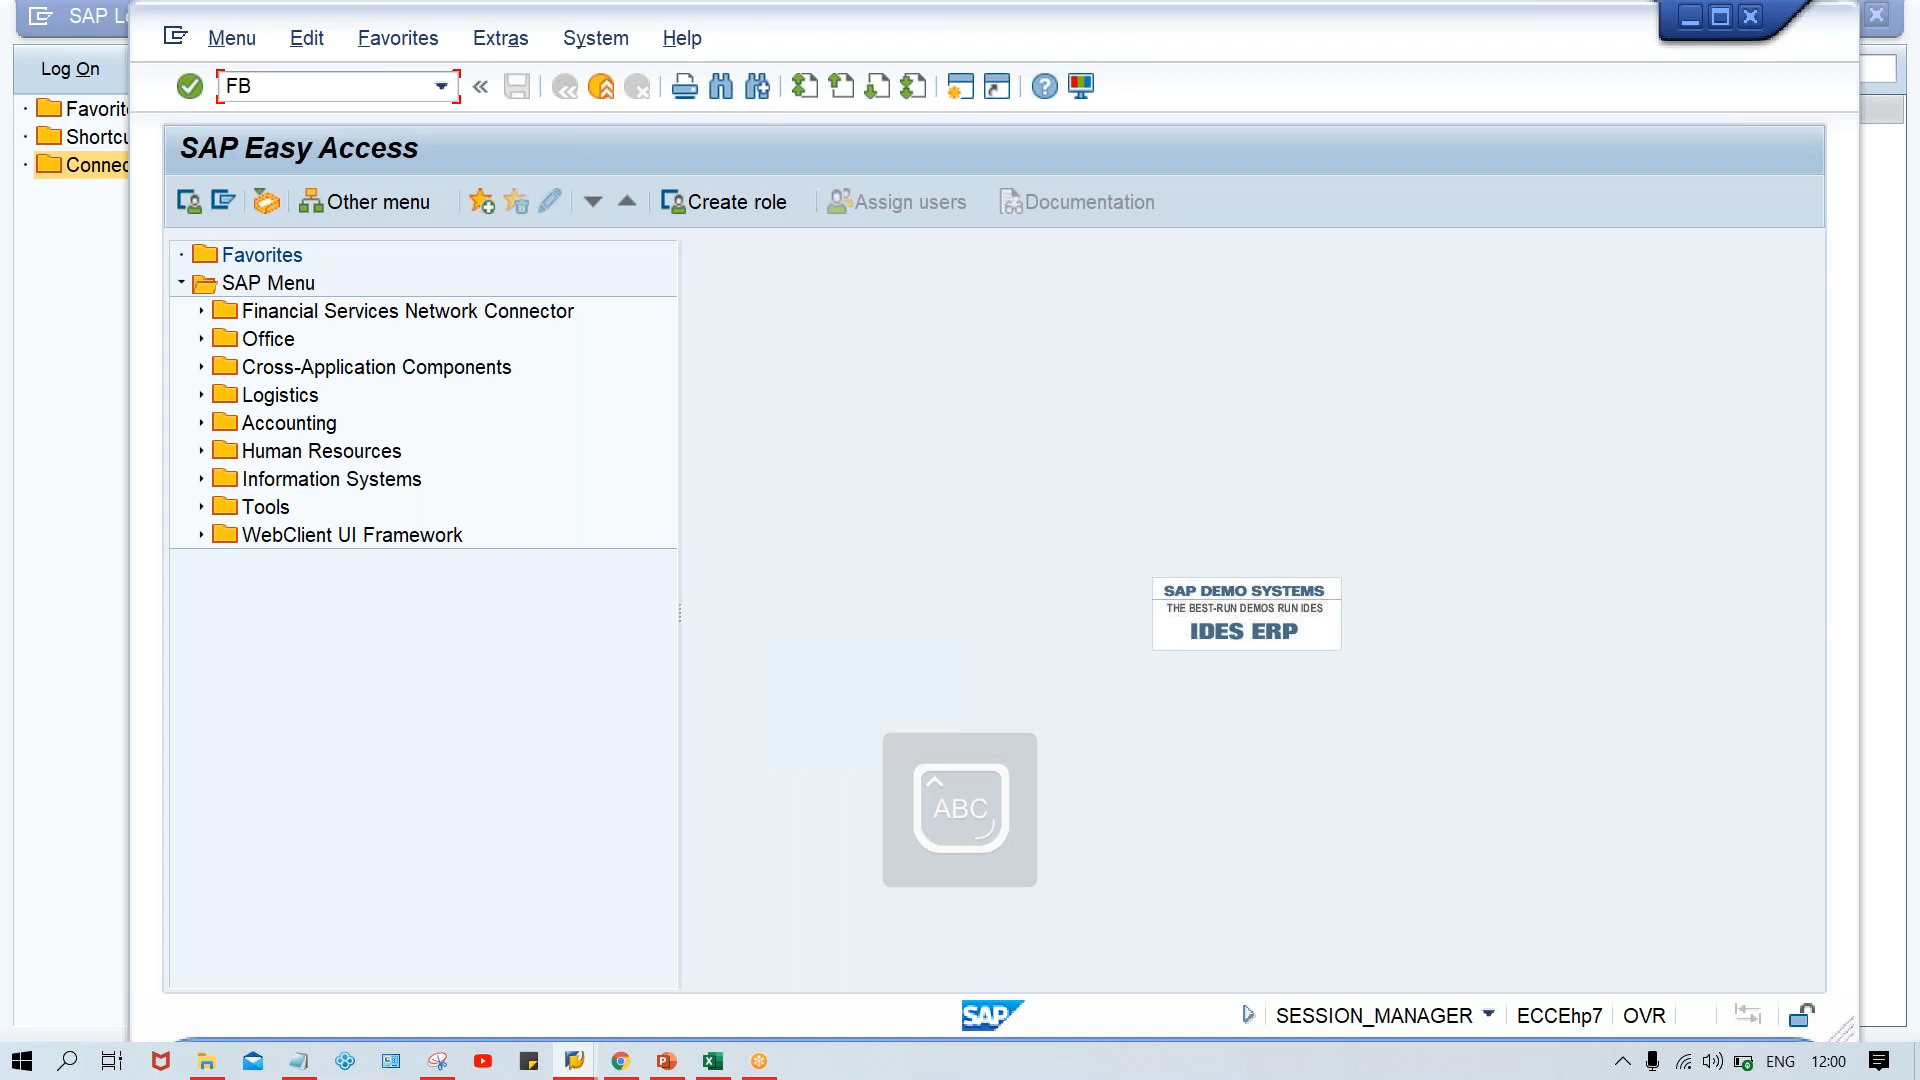 SAP L
Menu Edit Favorites Extras System Help
Log On
FB
Favorit
Shortcu
Connec
SAP Easy Access
Other menu Create role Assign users Documentation
Favorites
SAP Menu
Financial Services Network Connector
Office
Cross-Application Components
Logistics
Accounting
Human Resources
Information Systems
Tools
WebClient UI Framework
SAP DEMO SYSTEMS
THE BEST-RUN DEMOS RUN IDES
IDES ERP
ABC
SAP SESSION_MANAGER ECCEhp7 OVR
ENG 12:00